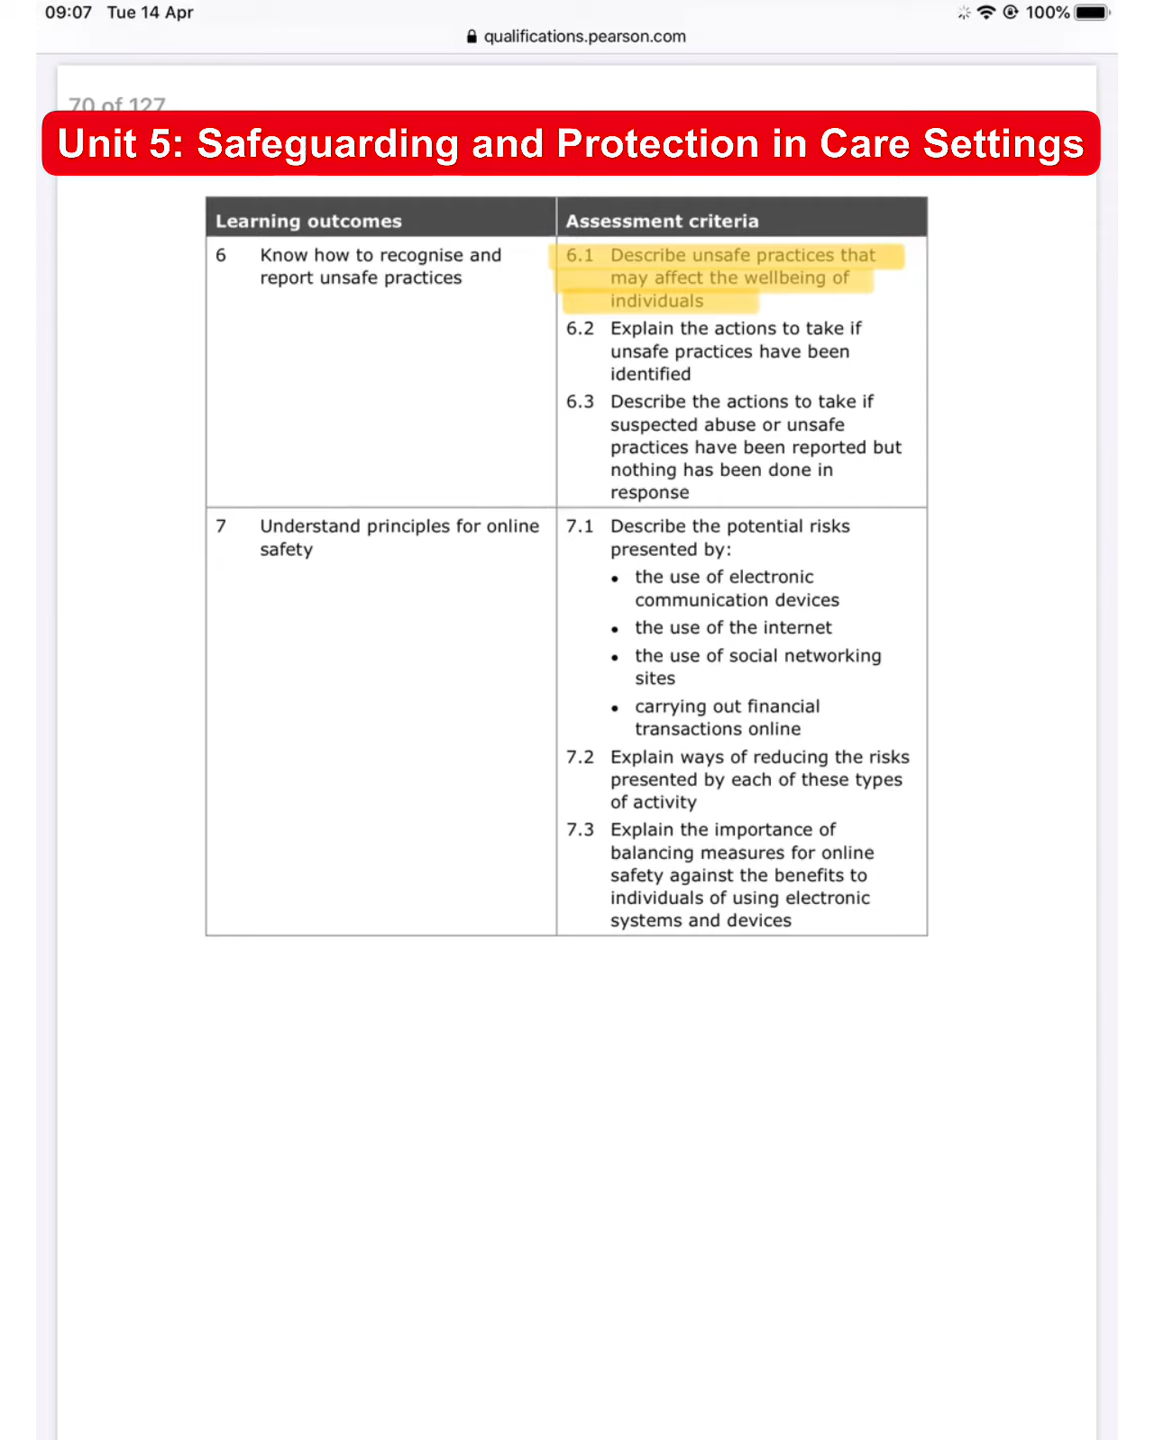 09:07 Tue 14 Apr
100%
qualifications.pearson.com
70 of 127
Unit 5: Safeguarding and Protection in Care Settings
Learning outcomes
Assessment criteria
6 Know how to recognise and
report unsafe practices
6.1 Describe unsafe practices that
may affect the wellbeing of
individuals
6.2 Explain the actions to take if
unsafe practices have been
identified
6.3 Describe the actions to take if
suspected abuse or unsafe
practices have been reported but
nothing has been done in
response
7 Understand principles for online
safety
7.1 Describe the potential risks
presented by:
• the use of electronic
communication devices
• the use of the internet
• the use of social networking
sites
• carrying out financial
transactions online
7.2 Explain ways of reducing the risks
presented by each of these types
of activity
7.3 Explain the importance of
balancing measures for online
safety against the benefits to
individuals of using electronic
systems and devices